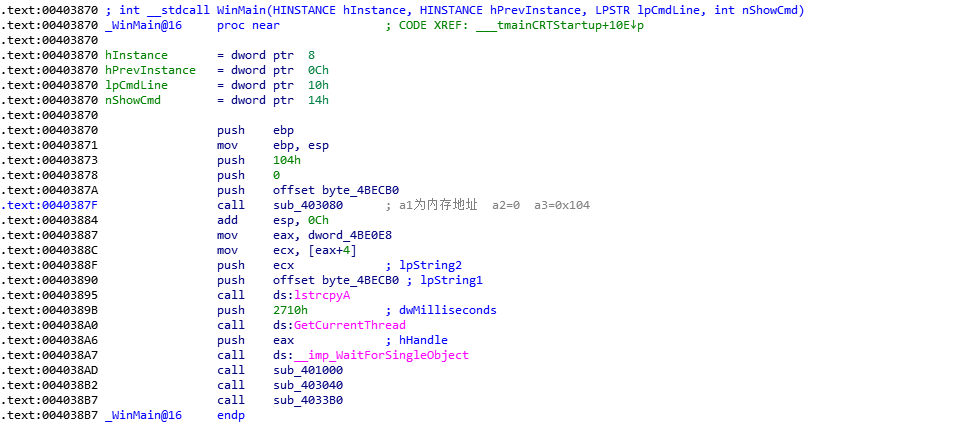 .text:00403870 ; int __stdcall WinMain(HINSTANCE hInstance, HINSTANCE hPrevInstance, LPSTR lpCmdLine, int nShowCmd)
.text:00403870 _WinMain@16 proc near ; CODE XREF: ___tmainCRTStartup+10E↓p
.text:00403870
.text:00403870 hInstance = dword ptr 8
.text:00403870 hPrevInstance = dword ptr 0Ch
.text:00403870 lpCmdLine = dword ptr 10h
.text:00403870 nShowCmd = dword ptr 14h
.text:00403870
.text:00403870 push ebp
.text:00403871 mov ebp, esp
.text:00403873 push 104h
.text:00403878 push 0
.text:0040387A push offset byte_4BECB0
.text:0040387F call sub_403080 ; a1为内存地址 a2=0 a3=0x104
.text:00403884 add esp, 0Ch
.text:00403887 mov eax, dword_4BE0E8
.text:0040388C mov ecx, [eax+4]
.text:0040388F push ecx ; lpString2
.text:00403890 push offset byte_4BECB0 ; lpString1
.text:00403895 call ds:lstrcpyA
.text:0040389B push 2710h ; dwMilliseconds
.text:004038A0 call ds:GetCurrentThread
.text:004038A6 push eax ; hHandle
.text:004038A7 call ds:__imp_WaitForSingleObject
.text:004038AD call sub_401000
.text:004038B2 call sub_403040
.text:004038B7 call sub_4033B0
.text:004038B7 _WinMain@16 endp